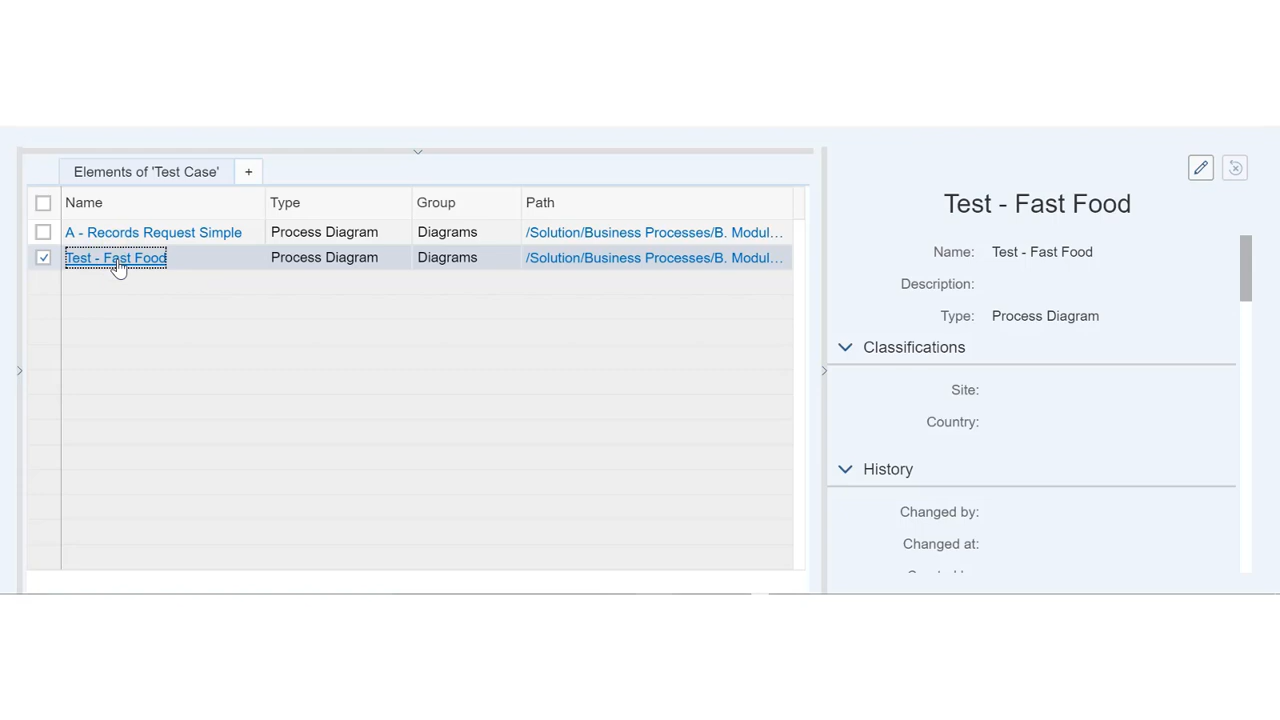 Elements of 'Test Case' +
Name Type Group Path
A - Records Request Simple Process Diagram Diagrams /Solution/Business Processes/B. Modul...
Test - Fast Food Process Diagram Diagrams /Solution/Business Processes/B. Modul...
Test - Fast Food
Name: Test - Fast Food
Description:
Type: Process Diagram
Classifications
Site:
Country:
History
Changed by:
Changed at: